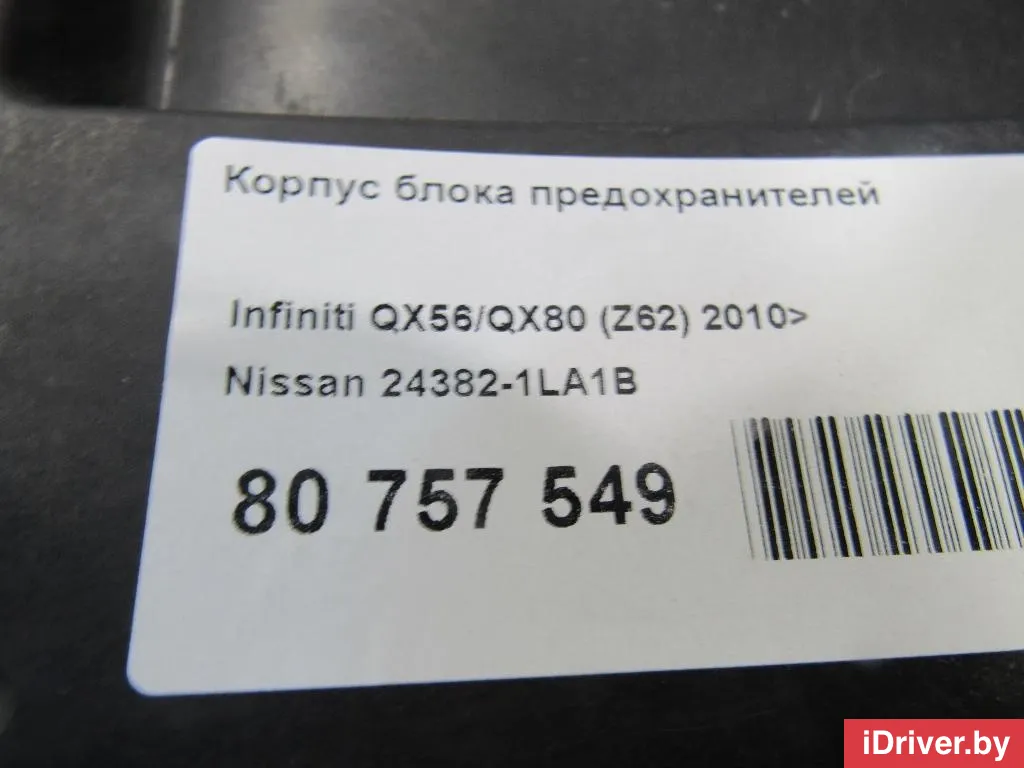 Корпус блока предохранителей
Infiniti QX56/QX80 (Z62) 2010>
Nissan 24382-1LA1B
80 757 549
iDriver.by